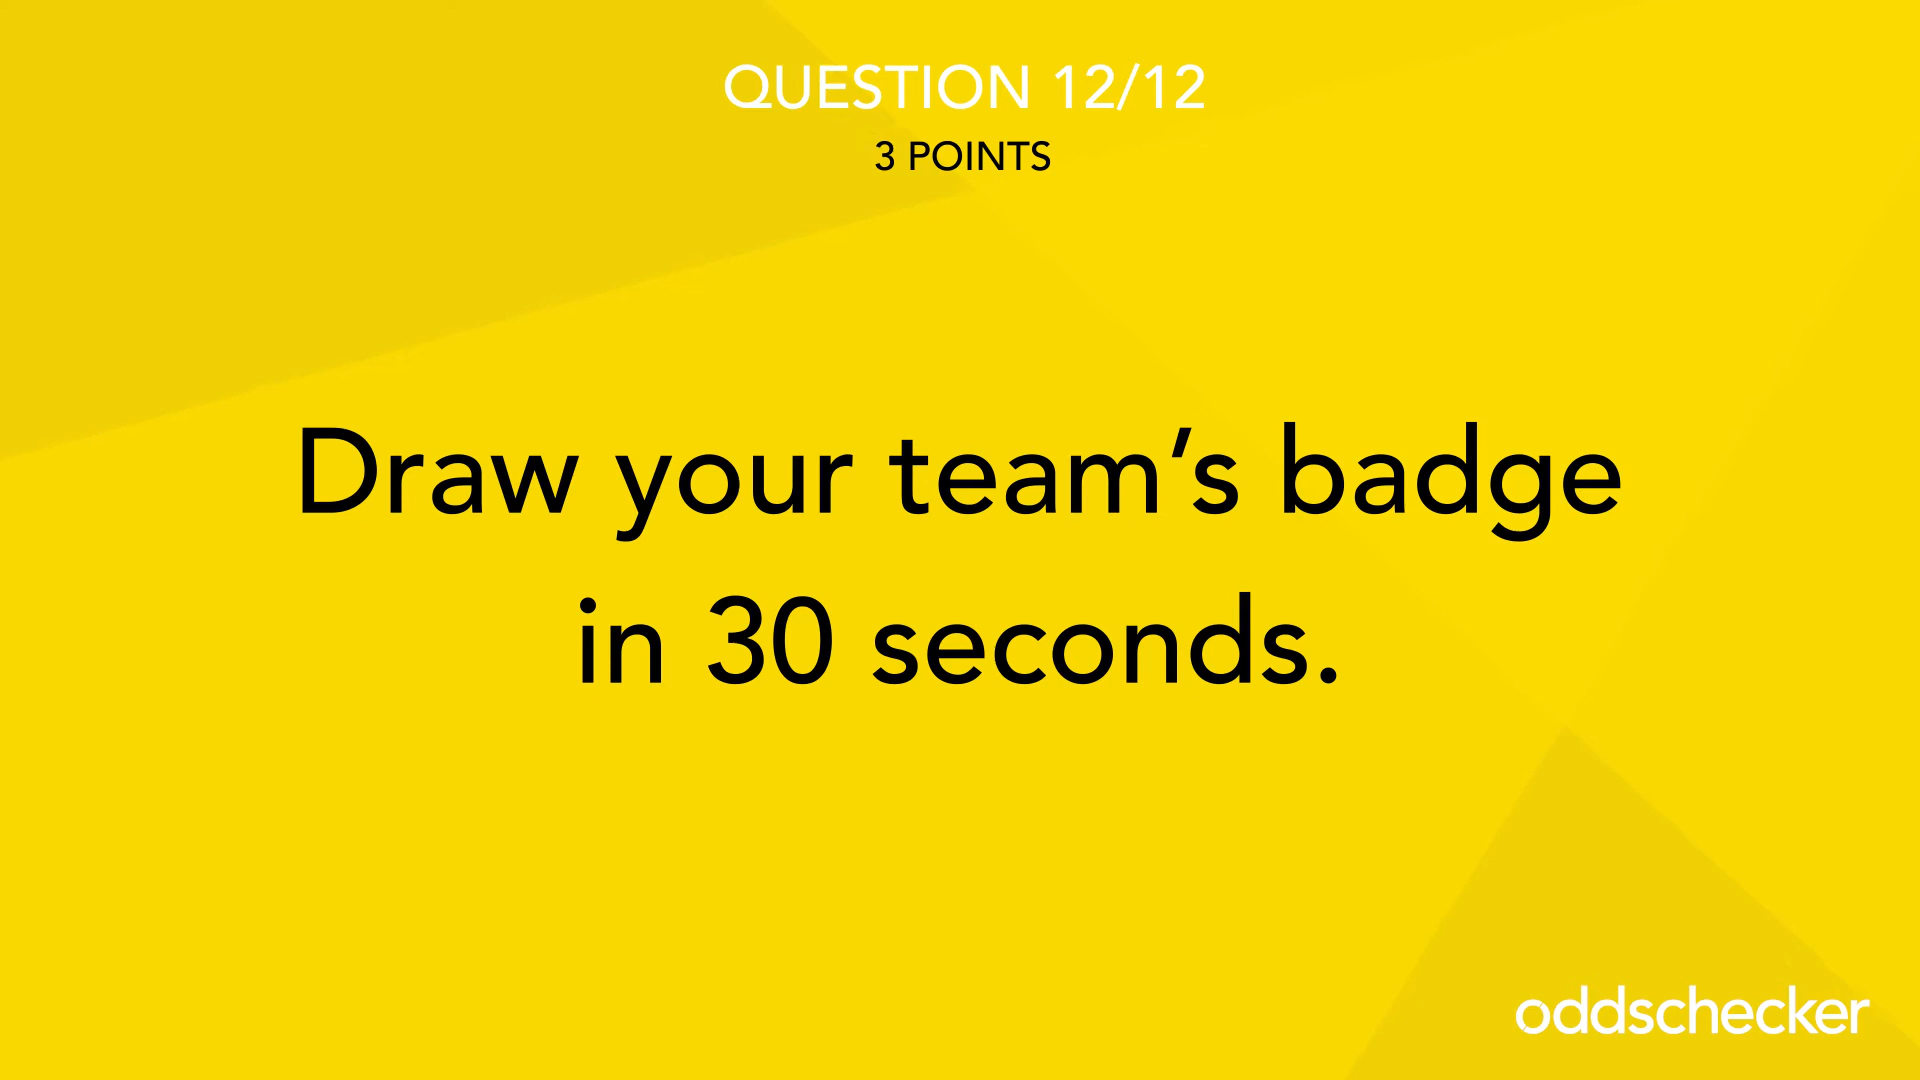 QUESTION 12/12
3 POINTS
Draw your team’s badge
in 30 seconds.
oddschecker